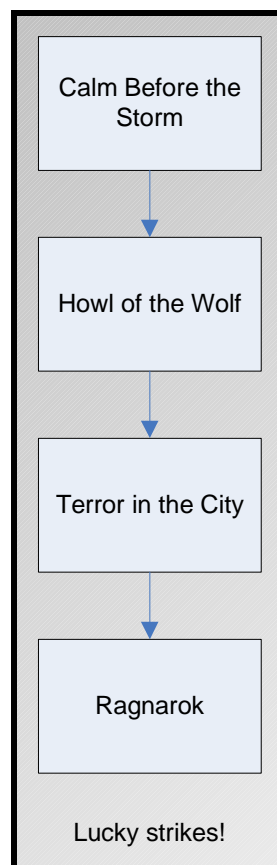 Calm Before the
Storm
Howl of the Wolf
Terror in the City
Ragnarok
Lucky strikes!